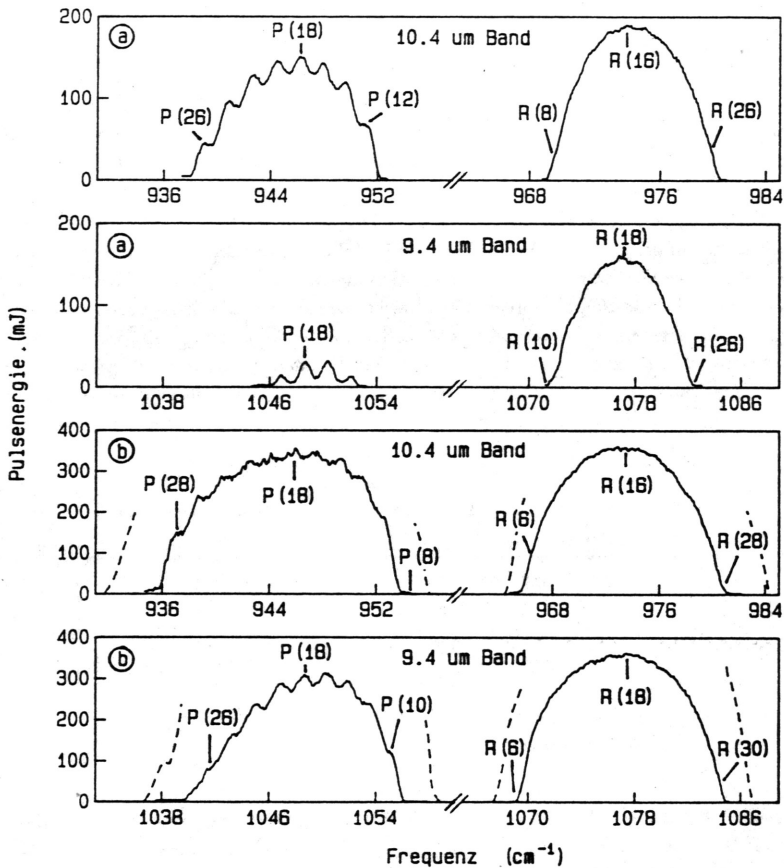 200
ⓐ P (18) 10.4 um Band R (16)
P (26) P (12) R (8) R (26)
100
0
936 944 952 968 976 984
200
ⓐ 9.4 um Band R (18)
100
P (18) R (10) R (26)
0
1038 1046 1054 1070 1078 1086
Pulsenergie.(mJ)
400
ⓑ 10.4 um Band
300
P (28) P (18) R (16)
200
R (6) R (28)
100
P (8)
0
936 944 952 968 976 984
400
ⓑ P (18) 9.4 um Band
300
R (18)
200
P (26) P (10)
100
R (6) R (30)
0
1038 1046 1054 1070 1078 1086
Frequenz (cm⁻¹)